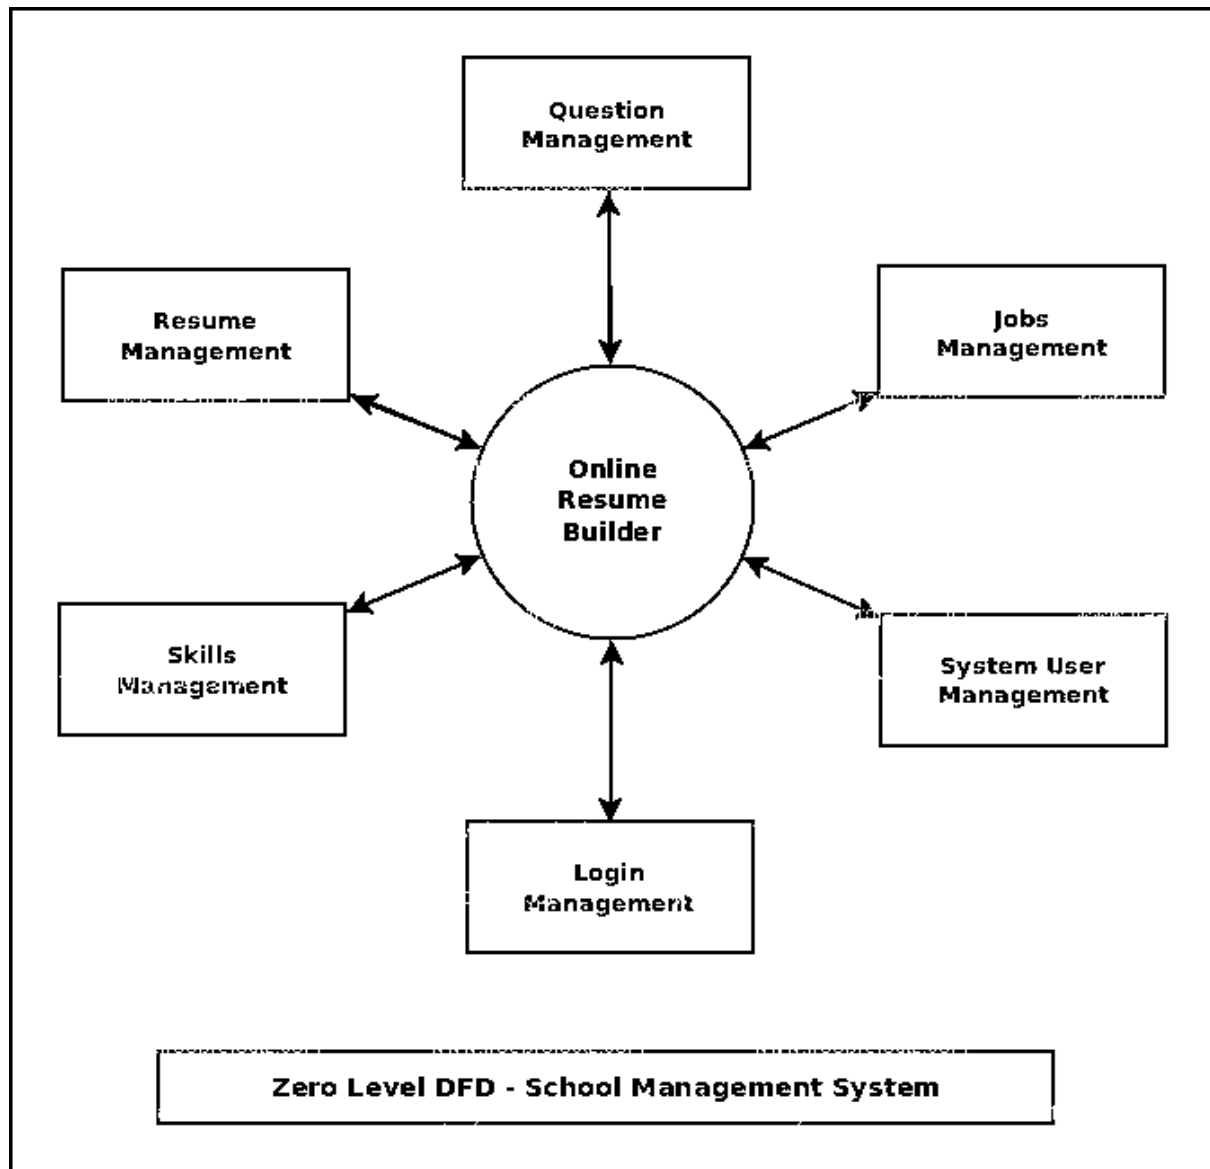 Question
Management
Resume
Management
Jobs
Management
Online
Resume
Builder
Skills
Management
System User
Management
Login
Management
Zero Level DFD - School Management System